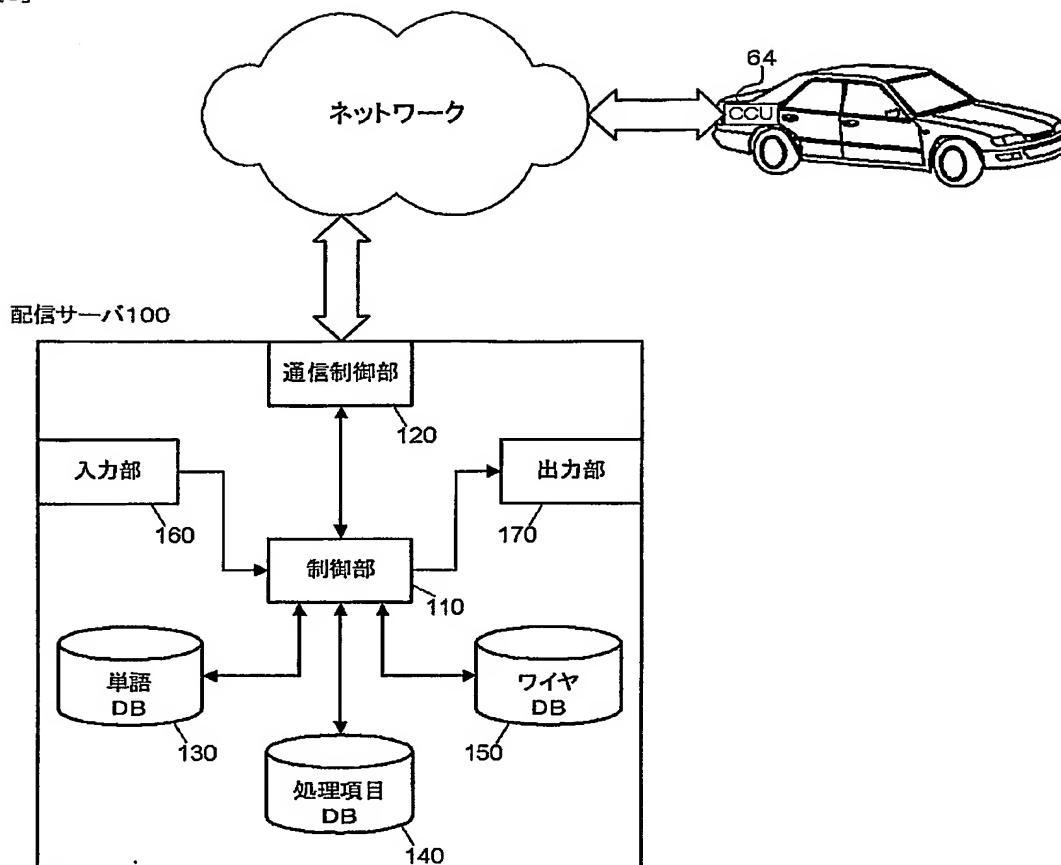 64
CCU
ネットワーク
配信サーバ100
通信制御部
120
入力部
160
出力部
170
制御部
110
単語
DB
130
ワイヤ
DB
150
処理項目
DB
140